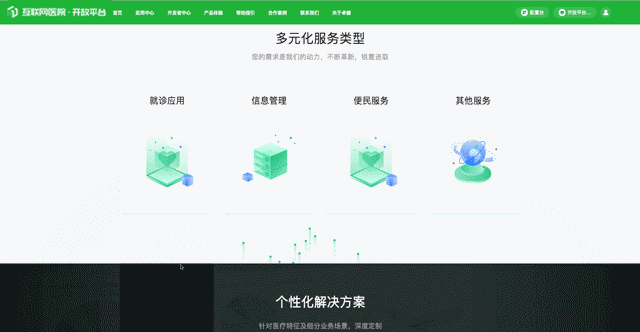 互联网医院·开放平台
首页 应用中心 开发者中心 产品体验 帮助指引 合作案例 联系我们 关于卓健
配置台 开放平台...
多元化服务类型
您的需求是我们的动力，不断革新，锐意进取
就诊应用 信息管理 便民服务 其他服务
个性化解决方案
针对医疗特征及细分业务场景，深度定制